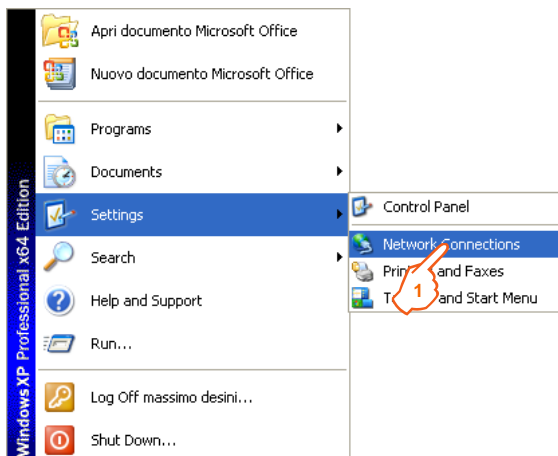 Apri documento Microsoft Office
Nuovo documento Microsoft Office
Programs
Documents
Settings
Search
Help and Support
Run...
Log Off massimo desini...
Shut Down...
Control Panel
Network Connections
and Faxes
and Start Menu
1
Windows XP Professional x64 Edition